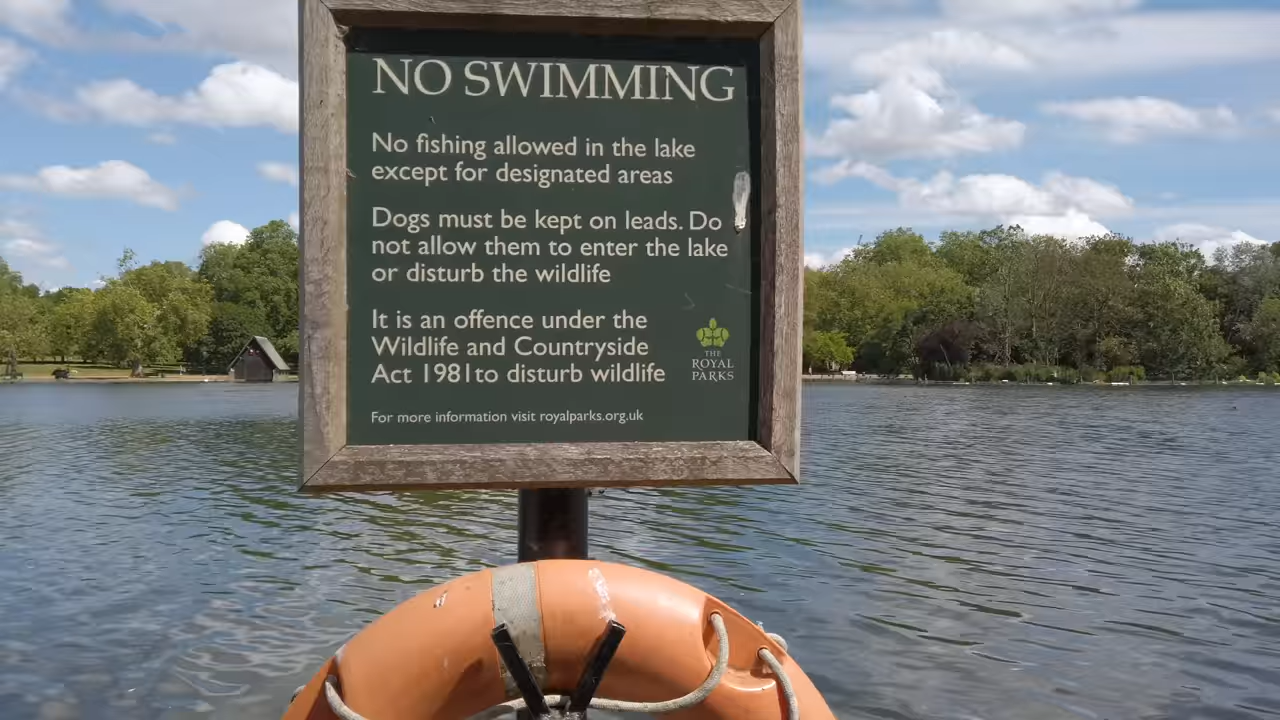 NO SWIMMING
No fishing allowed in the lake
except for designated areas
Dogs must be kept on leads. Do
not allow them to enter the lake
or disturb the wildlife
It is an offence under the
Wildlife and Countryside
Act 1981to disturb wildlife
THE
ROYAL
PARKS
For more information visit royalparks.org.uk